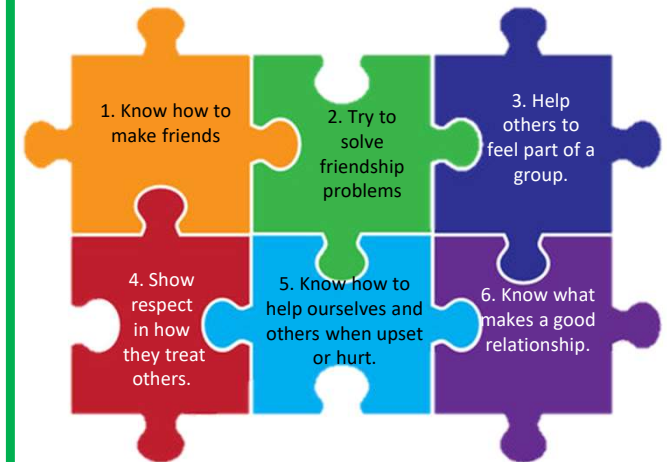 1. Know how to
make friends
2. Try to
solve
friendship
problems
3. Help
others to
feel part of a
group.
4. Show
respect
in how
they treat
others.
5. Know how to
help ourselves and
others when upset
or hurt.
6. Know what
makes a good
relationship.